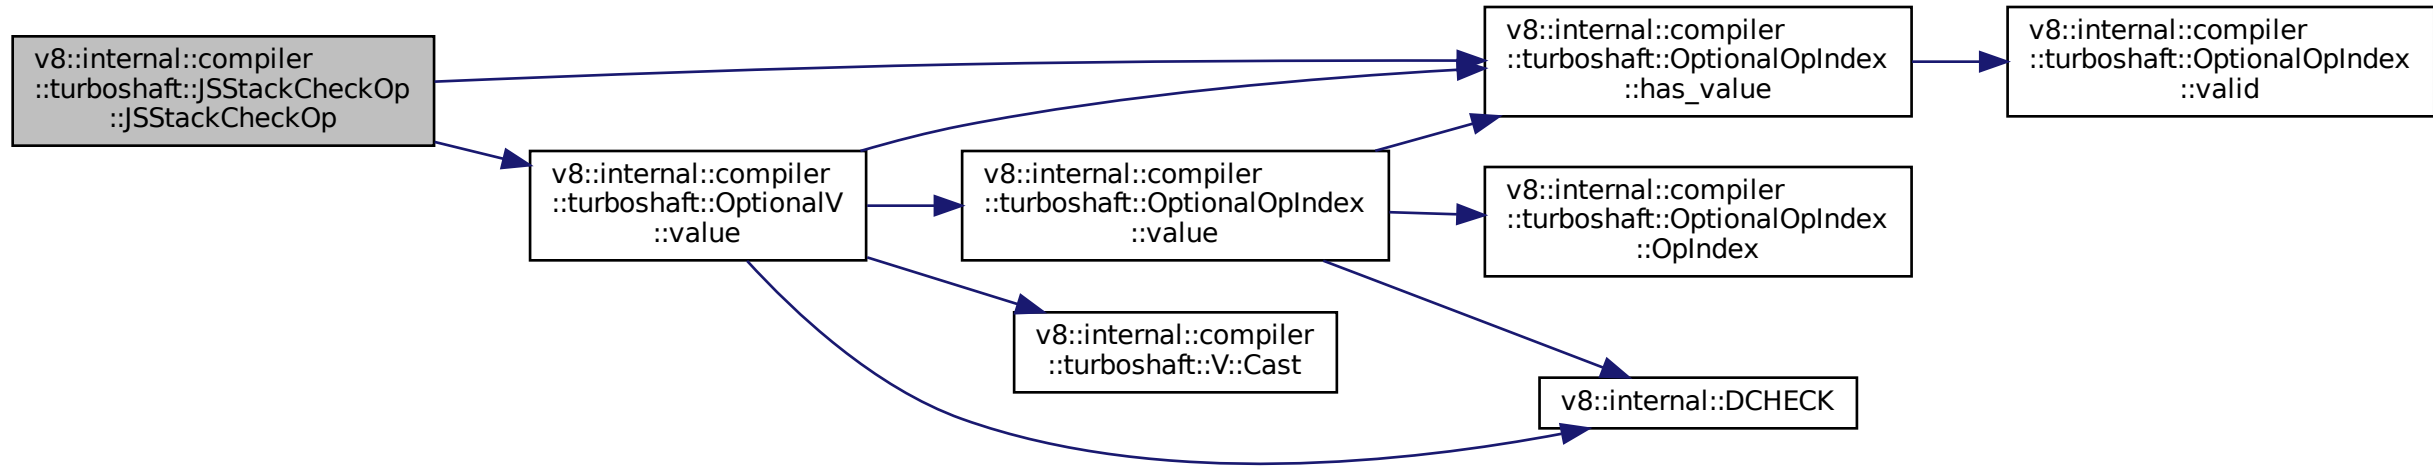 v8::internal::compiler
::turboshaft::JSStackCheckOp
::JSStackCheckOp
v8::internal::compiler
::turboshaft::OptionalV
::value
v8::internal::compiler
::turboshaft::OptionalOpIndex
::value
v8::internal::compiler
::turboshaft::V::Cast
v8::internal::compiler
::turboshaft::OptionalOpIndex
::has_value
v8::internal::compiler
::turboshaft::OptionalOpIndex
::OpIndex
v8::internal::DCHECK
v8::internal::compiler
::turboshaft::OptionalOpIndex
::valid